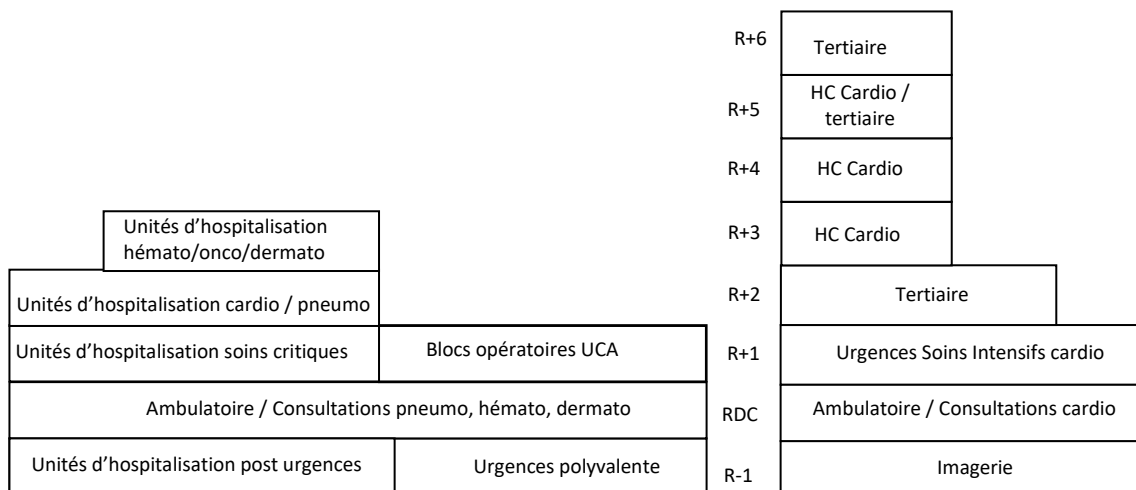 R+6
Tertiaire
R+5
HC Cardio /
tertiaire
R+4
HC Cardio
Unités d’hospitalisation
hémato/onco/dermato
R+3
HC Cardio
Unités d’hospitalisation cardio / pneumo
R+2
Tertiaire
Unités d’hospitalisation soins critiques
Blocs opératoires UCA
R+1
Urgences Soins Intensifs cardio
Ambulatoire / Consultations pneumo, hémato, dermato
RDC
Ambulatoire / Consultations cardio
Unités d’hospitalisation post urgences
Urgences polyvalente
R-1
Imagerie